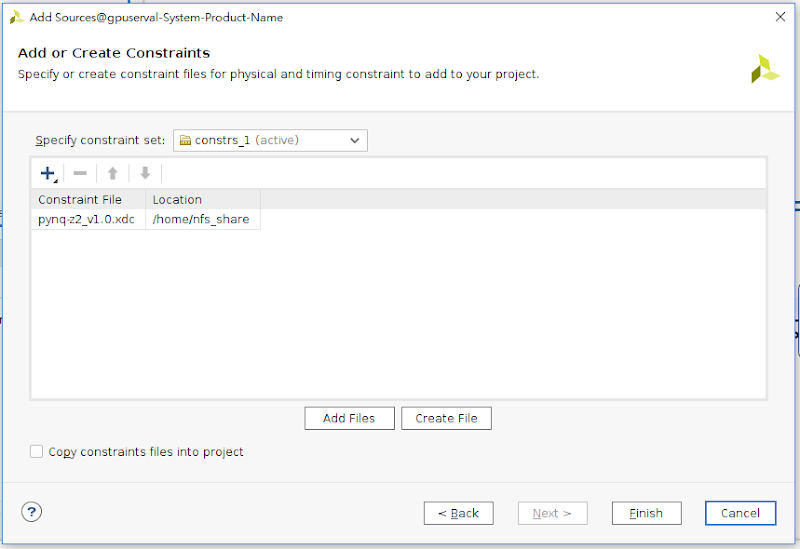 Add Sources@gpuserval-System-Product-Name
Add or Create Constraints
Specify or create constraint files for physical and timing constraint to add to your project.
Specify constraint set: constrs_1 (active)
Constraint File Location
pynq-z2_v1.0.xdc /home/nfs_share
Add Files Create File
Copy constraints files into project
? < Back Next > Finish Cancel